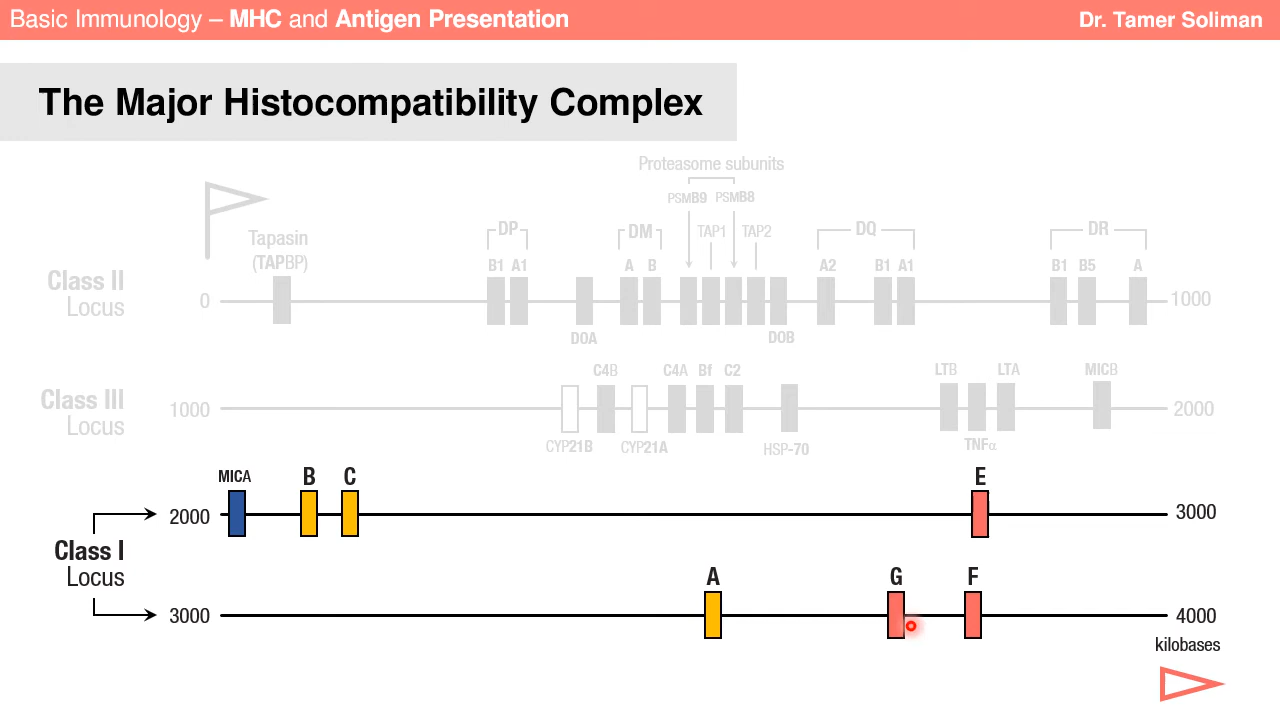 Basic Immunology – MHC and Antigen Presentation
Dr. Tamer Soliman
The Major Histocompatibility Complex
Proteasome subunits
PSMB9 PSMB8
DP DM TAP1 TAP2 DQ DR
Tapasin
(TAPBP)
B1 A1 A B A2 B1 A1 B1 B5 A
Class II
Locus
0 1000
DOA DOB
C4B C4A Bf C2 LTB LTA MICB
Class III
Locus
1000 2000
CYP21B CYP21A HSP-70 TNFα
MICA B C E
2000 3000
Class I
Locus
A G F
3000 4000
kilobases